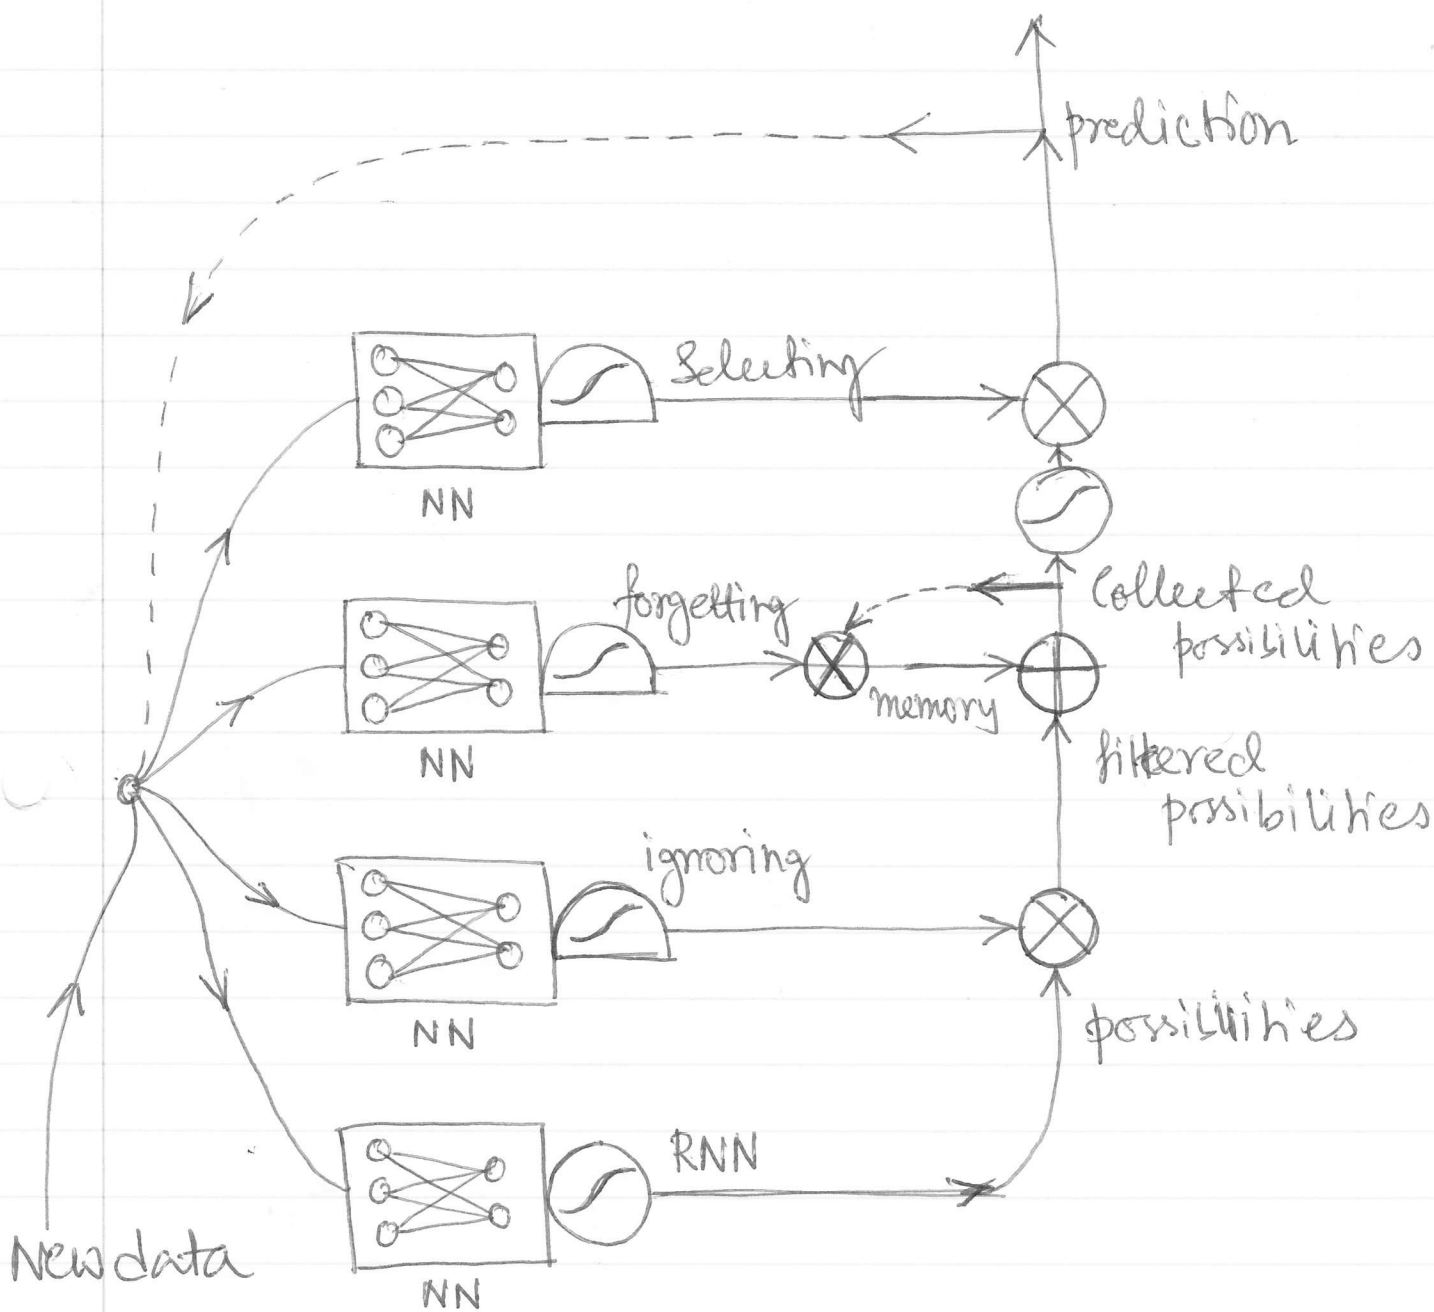 prediction
Selecting
NN
forgetting
Collected
possibilities
memory
NN
filtered
possibilities
ignoring
NN
possibilities
RNN
New data
NN